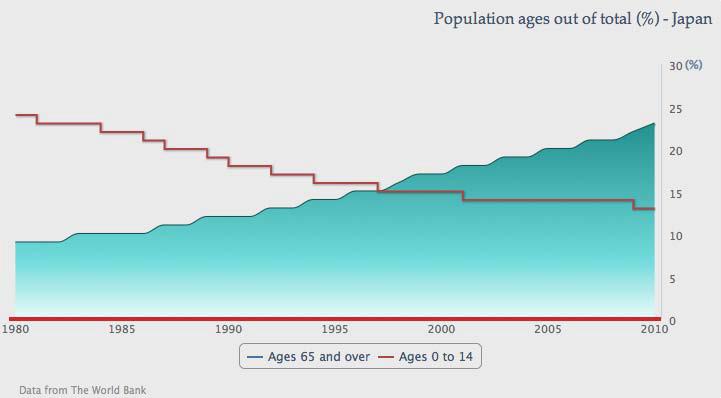 Population ages out of total (%) - Japan
30 (%)
25
20
15
10
5
0
1980 1985 1990 1995 2000 2005 2010
Ages 65 and over Ages 0 to 14
Data from The World Bank